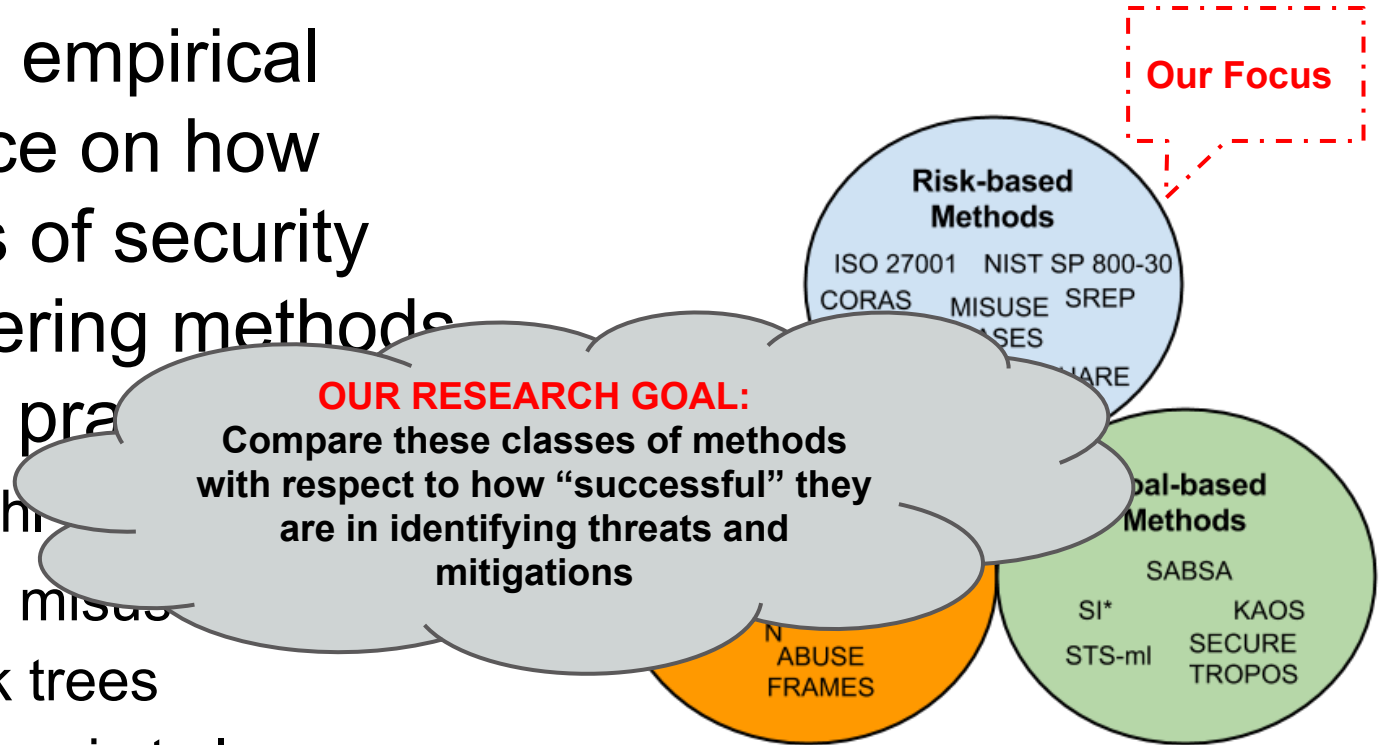 empirical
on how
of security
methods
OUR RESEARCH GOAL:
Compare these classes of methods
with respect to how “successful” they
are in identifying threats and
mitigations
trees
Our Focus
Risk-based
Methods
ISO 27001 NIST SP 800-30
CORAS MISUSE SREP
Methods
SABSA
SI* KAOS
STS-ml SECURE
TROPOS
N
ABUSE
FRAMES